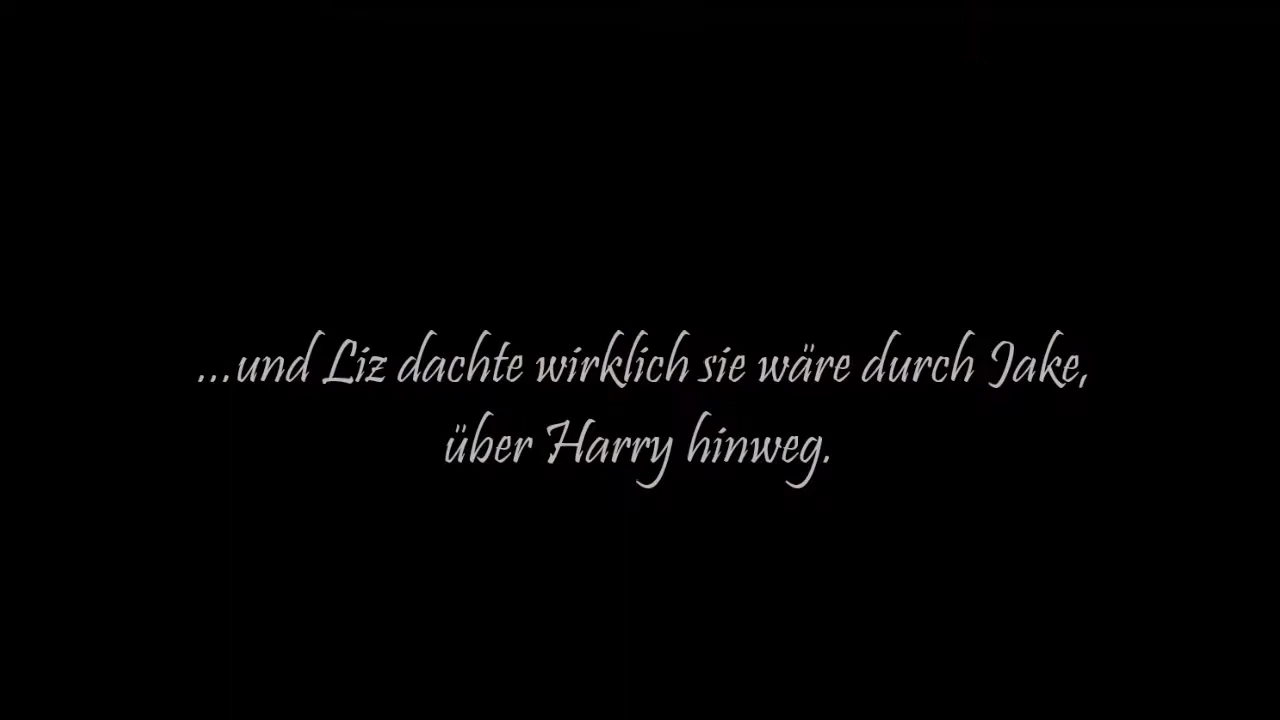 ...und Liz dachte wirklich sie wäre durch Jake,
über Harry hinweg.